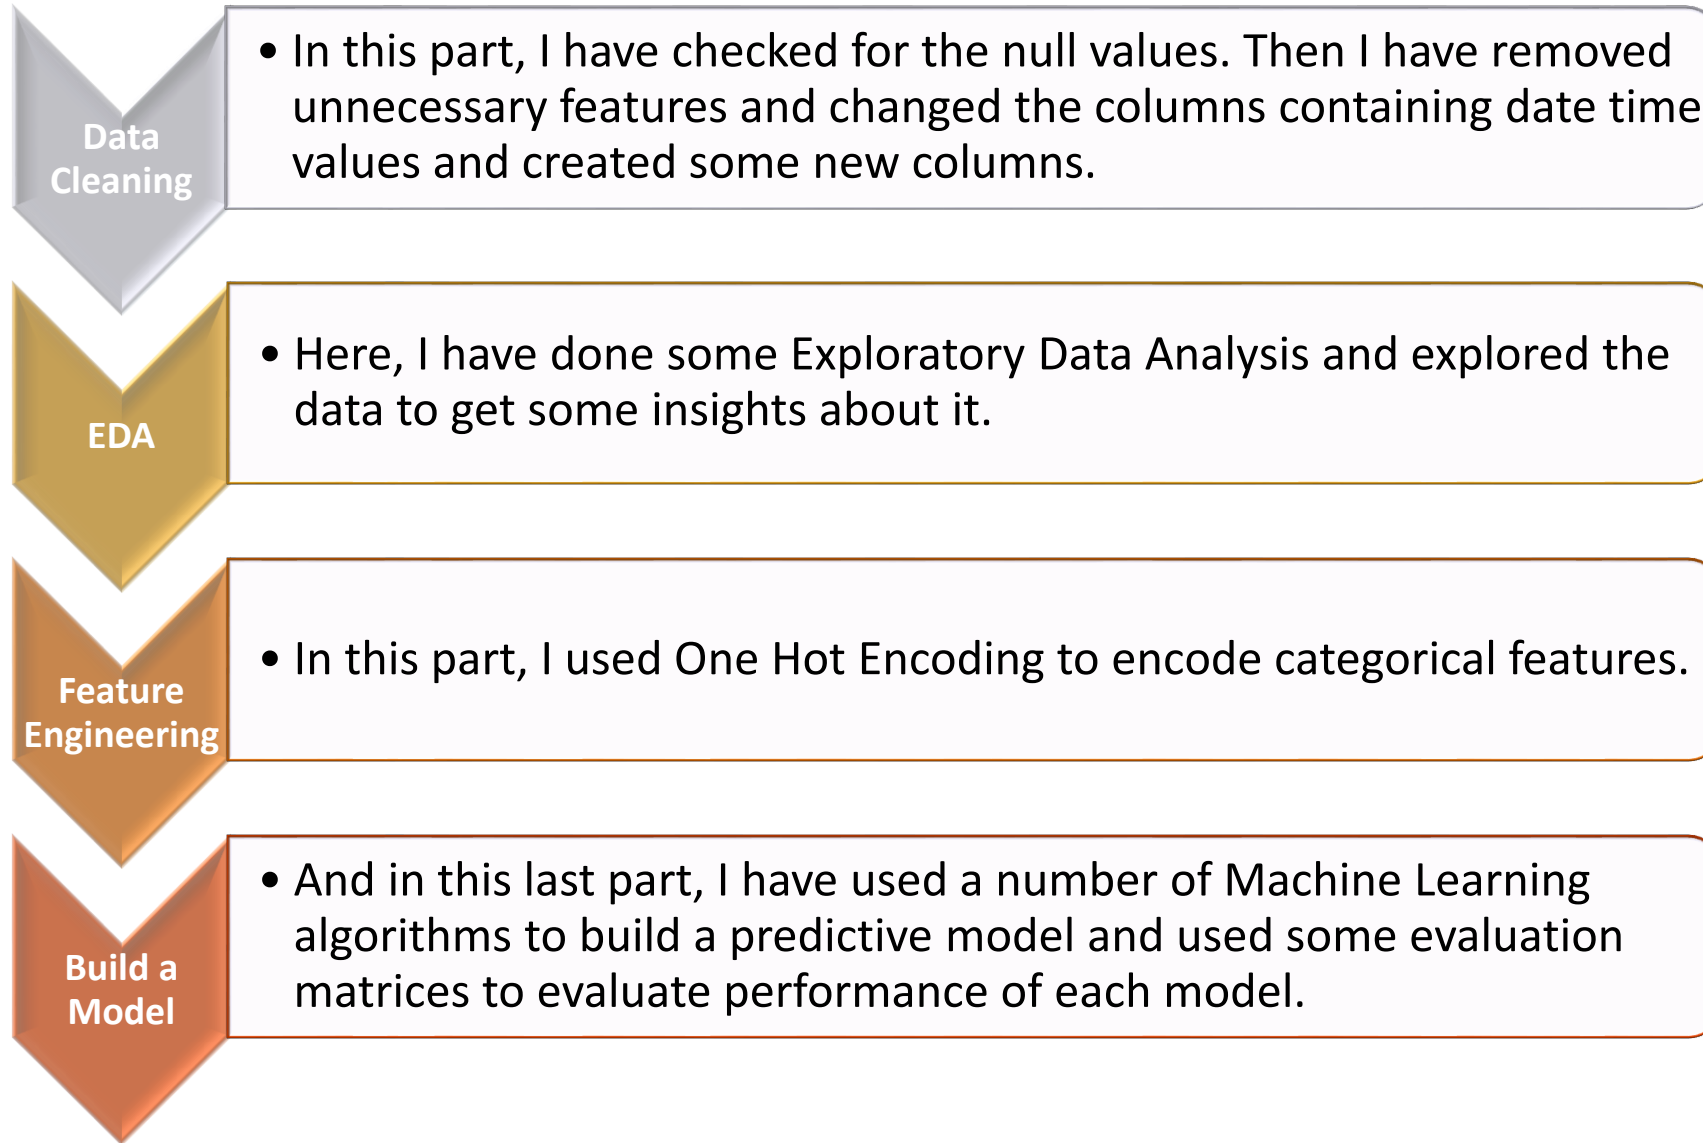 Data
Cleaning
• In this part, I have checked for the null values. Then I have removed
unnecessary features and changed the columns containing date time
values and created some new columns.
EDA
• Here, I have done some Exploratory Data Analysis and explored the
data to get some insights about it.
Feature
Engineering
• In this part, I used One Hot Encoding to encode categorical features.
Build a
Model
• And in this last part, I have used a number of Machine Learning
algorithms to build a predictive model and used some evaluation
matrices to evaluate performance of each model.